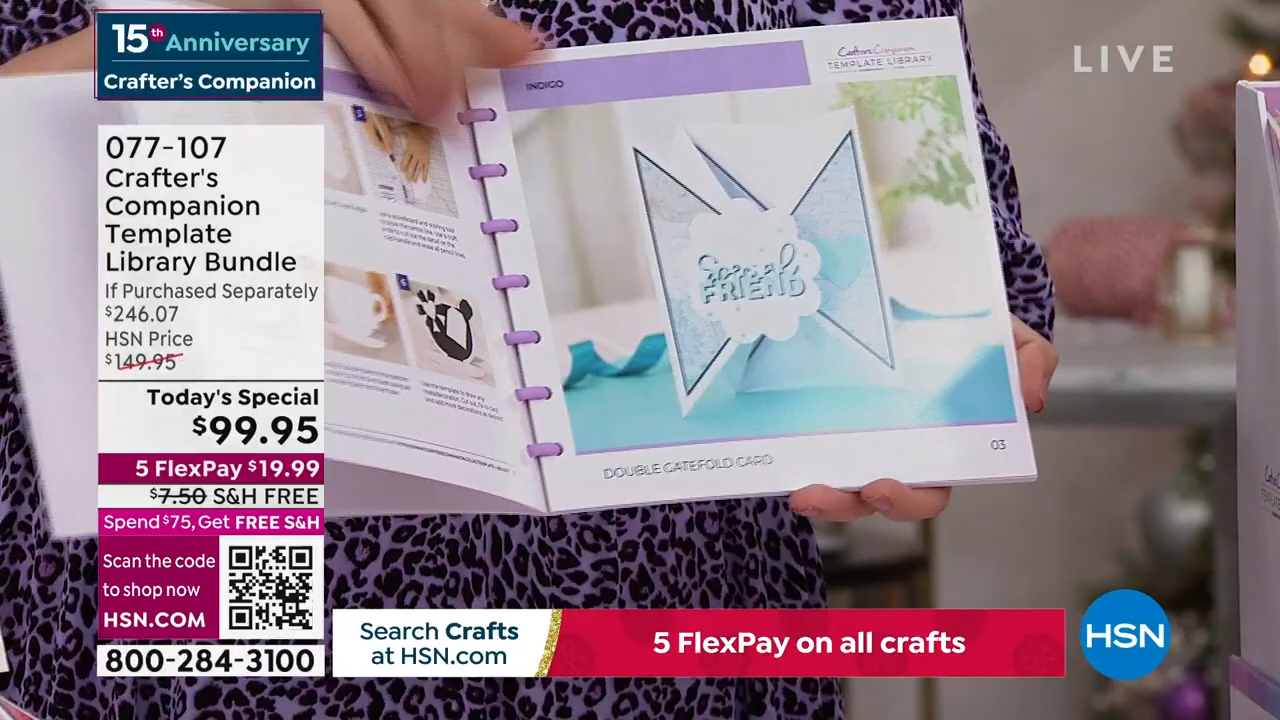 15th Anniversary
Crafter's Companion
077-107
Crafter's
Companion
Template
Library Bundle
If Purchased Separately
$246.07
HSN Price
$149.95
Today's Special
$99.95
5 FlexPay $19.99
$7.50 S&H FREE
Spend $75, Get FREE S&H
Scan the code
to shop now
HSN.COM
800-284-3100
INDIGO
Crafter's Companion
TEMPLATE LIBRARY
Special
FRIEND
DOUBLE GATEFOLD CARD
03
LIVE
Search Crafts
at HSN.com
5 FlexPay on all crafts
HSN